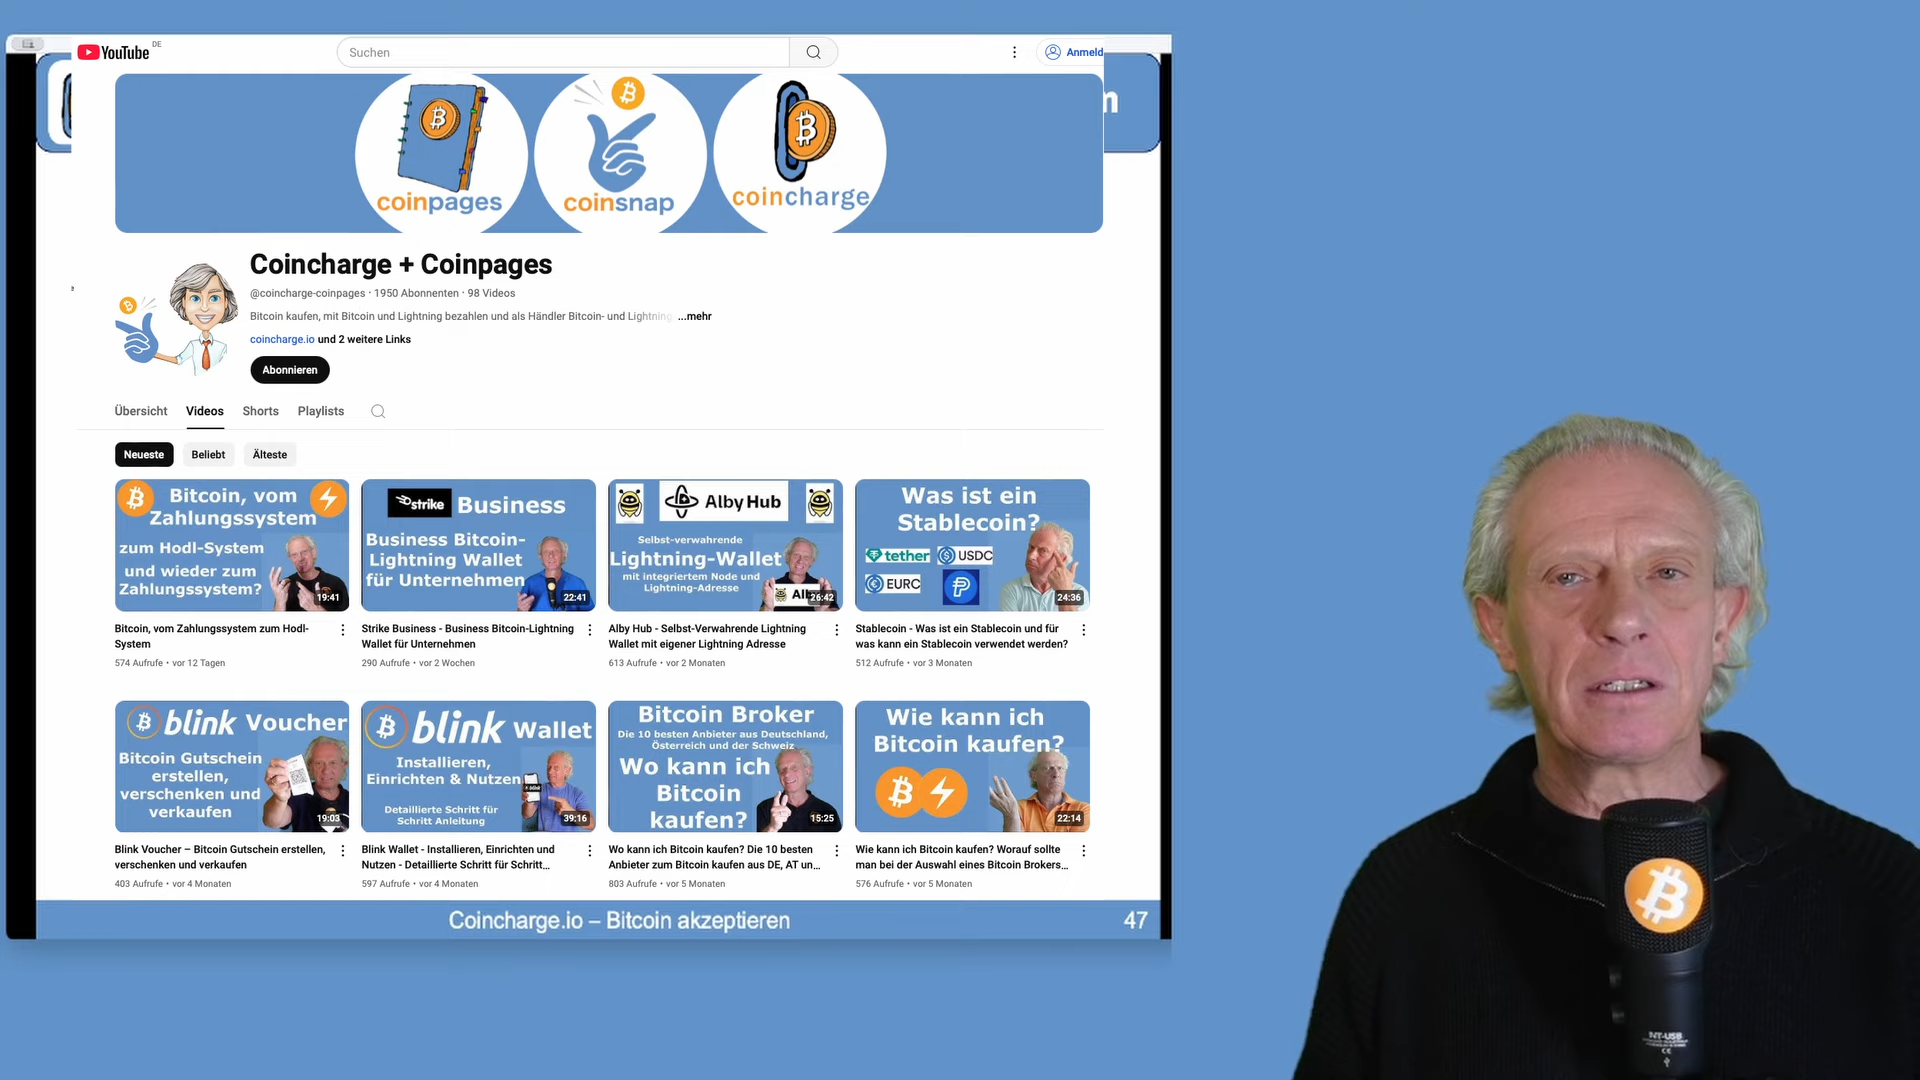 YouTube DE
Suchen
Anmeld
n
coinpages
coinsnap
coincharge
Coincharge + Coinpages
@coincharge-coinpages · 1950 Abonnenten · 98 Videos
Bitcoin kaufen, mit Bitcoin und Lightning bezahlen und als Händler Bitcoin- und Lightning- ...mehr
coincharge.io und 2 weitere Links
Abonnieren
Übersicht
Videos
Shorts
Playlists
Neueste
Beliebt
Älteste
Bitcoin, vom
Zahlungssystem
zum Hodl-System
und wieder zum
Zahlungssystem?
19:41
strike Business
Business Bitcoin-
Lightning Wallet
für Unternehmen
22:41
Alby Hub
Selbst-verwahrende
Lightning-Wallet
mit integriertem Node und
Lightning-Adresse
Alb
26:42
Was ist ein
Stablecoin?
tether
USDC
EURC
24:36
Bitcoin, vom Zahlungssystem zum Hodl-
System
574 Aufrufe • vor 12 Tagen
Strike Business - Business Bitcoin-Lightning
Wallet für Unternehmen
290 Aufrufe • vor 2 Wochen
Alby Hub - Selbst-Verwahrende Lightning
Wallet mit eigener Lightning Adresse
613 Aufrufe • vor 2 Monaten
Stablecoin - Was ist ein Stablecoin und für
was kann ein Stablecoin verwendet werden?
512 Aufrufe • vor 3 Monaten
blink Voucher
Bitcoin Gutschein
erstellen,
verschenken und
verkaufen
19:03
blink Wallet
Installieren,
Einrichten & Nutzen
Detaillierte Schritt für
Schritt Anleitung
blink
39:16
Bitcoin Broker
Die 10 besten Anbieter aus Deutschland,
Österreich und der Schweiz
Wo kann ich
Bitcoin
kaufen?
15:25
Wie kann ich
Bitcoin kaufen?
22:14
Blink Voucher – Bitcoin Gutschein erstellen,
verschenken und verkaufen
403 Aufrufe • vor 4 Monaten
Blink Wallet - Installieren, Einrichten und
Nutzen - Detaillierte Schritt für Schritt...
597 Aufrufe • vor 4 Monaten
Wo kann ich Bitcoin kaufen? Die 10 besten
Anbieter zum Bitcoin kaufen aus DE, AT un...
803 Aufrufe • vor 5 Monaten
Wie kann ich Bitcoin kaufen? Worauf sollte
man bei der Auswahl eines Bitcoin Brokers...
576 Aufrufe • vor 5 Monaten
Coincharge.io – Bitcoin akzeptieren
47
NT-USB
CE